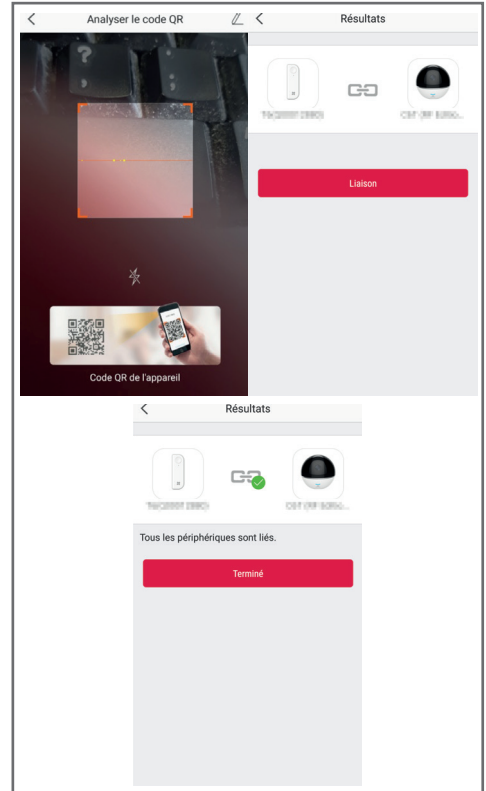 Analyser le code QR
Code QR de l'appareil
Résultats
Liaison
Résultats
Tous les périphériques sont liés.
Terminé